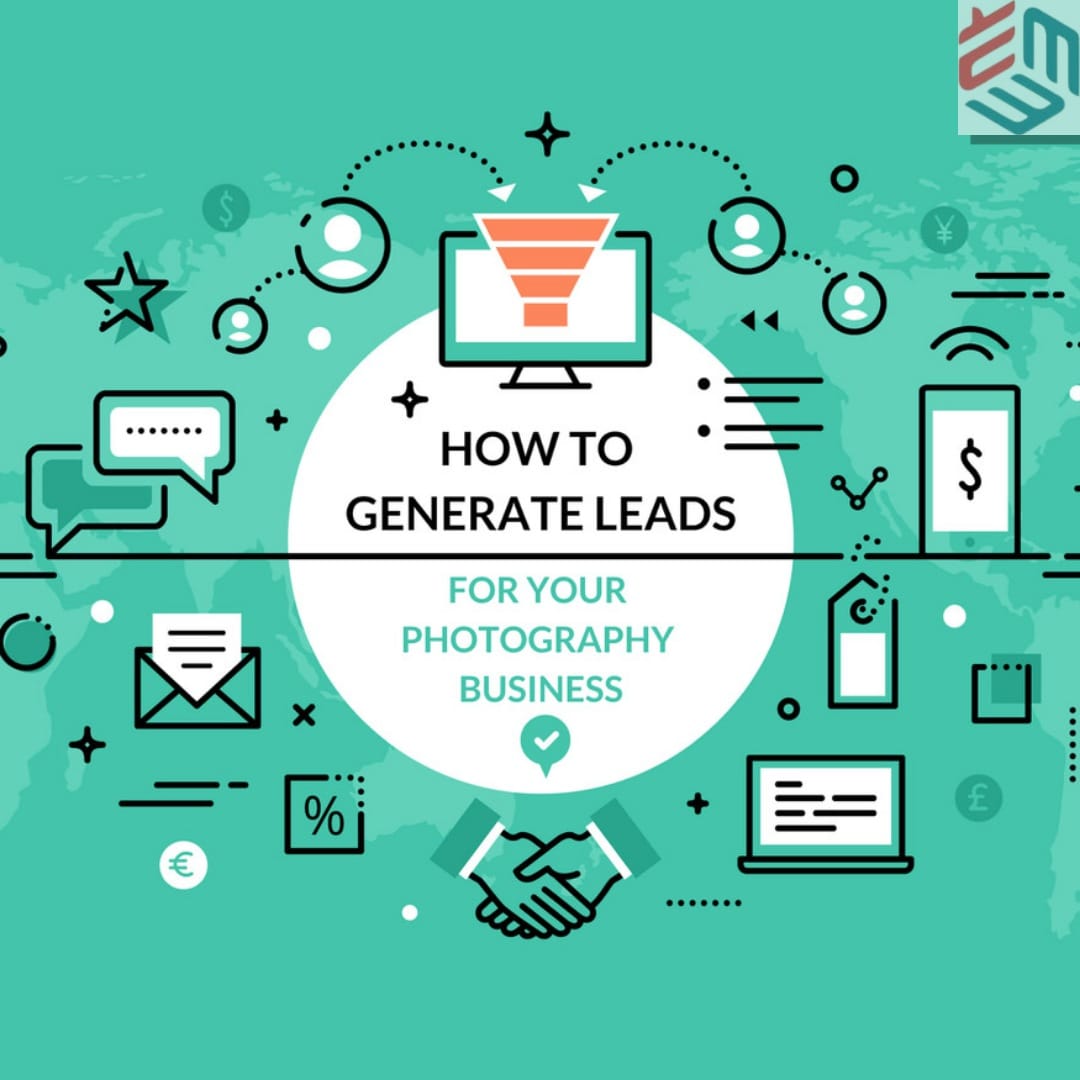 HOW TO
GENERATE LEADS
FOR YOUR
PHOTOGRAPHY
BUSINESS
$
¥
$
%
£
€